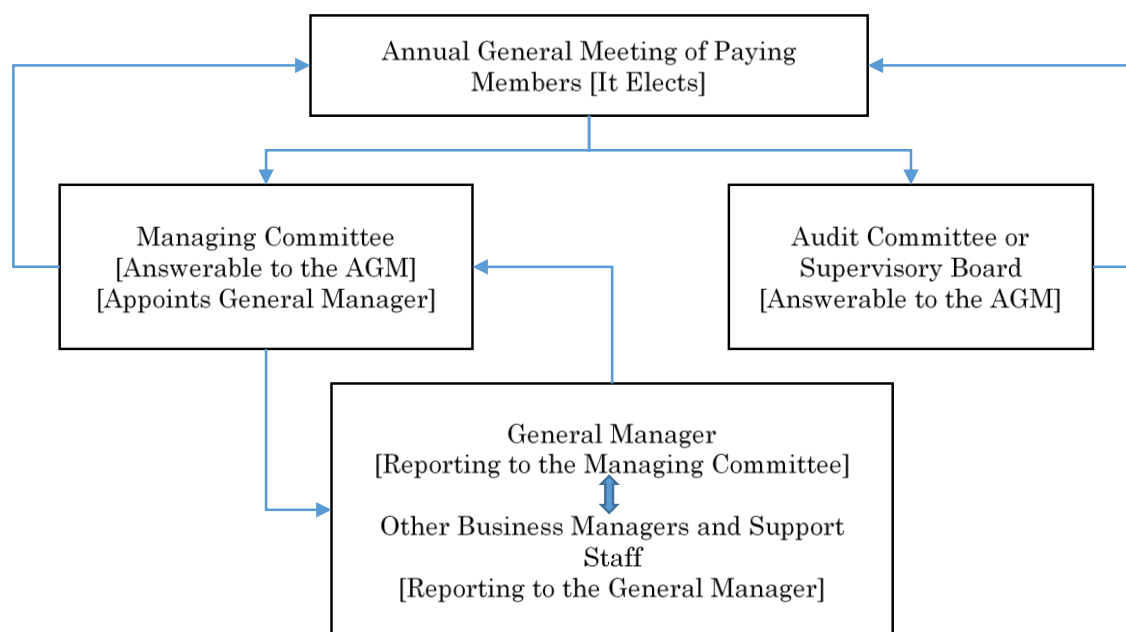 Annual General Meeting of Paying
Members [It Elects]
Managing Committee
[Answerable to the AGM]
[Appoints General Manager]
Audit Committee or
Supervisory Board
[Answerable to the AGM]
General Manager
[Reporting to the Managing Committee]
Other Business Managers and Support
Staff
[Reporting to the General Manager]